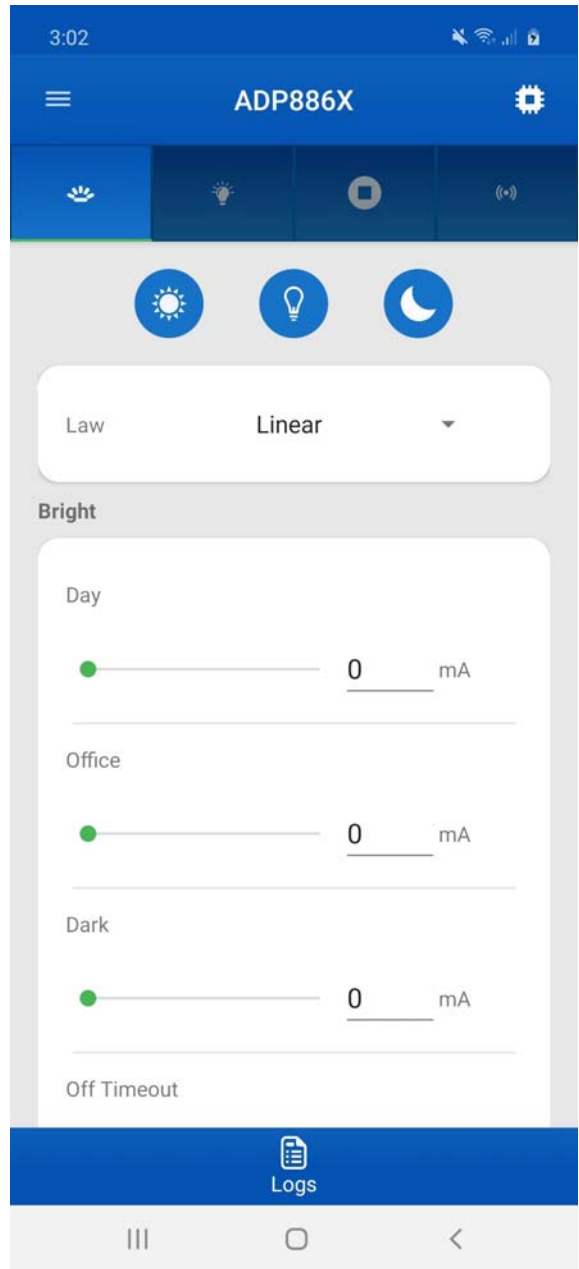 3:02
ADP886X
Law Linear
Bright
Day
0 mA
Office
0 mA
Dark
0 mA
Off Timeout
Logs